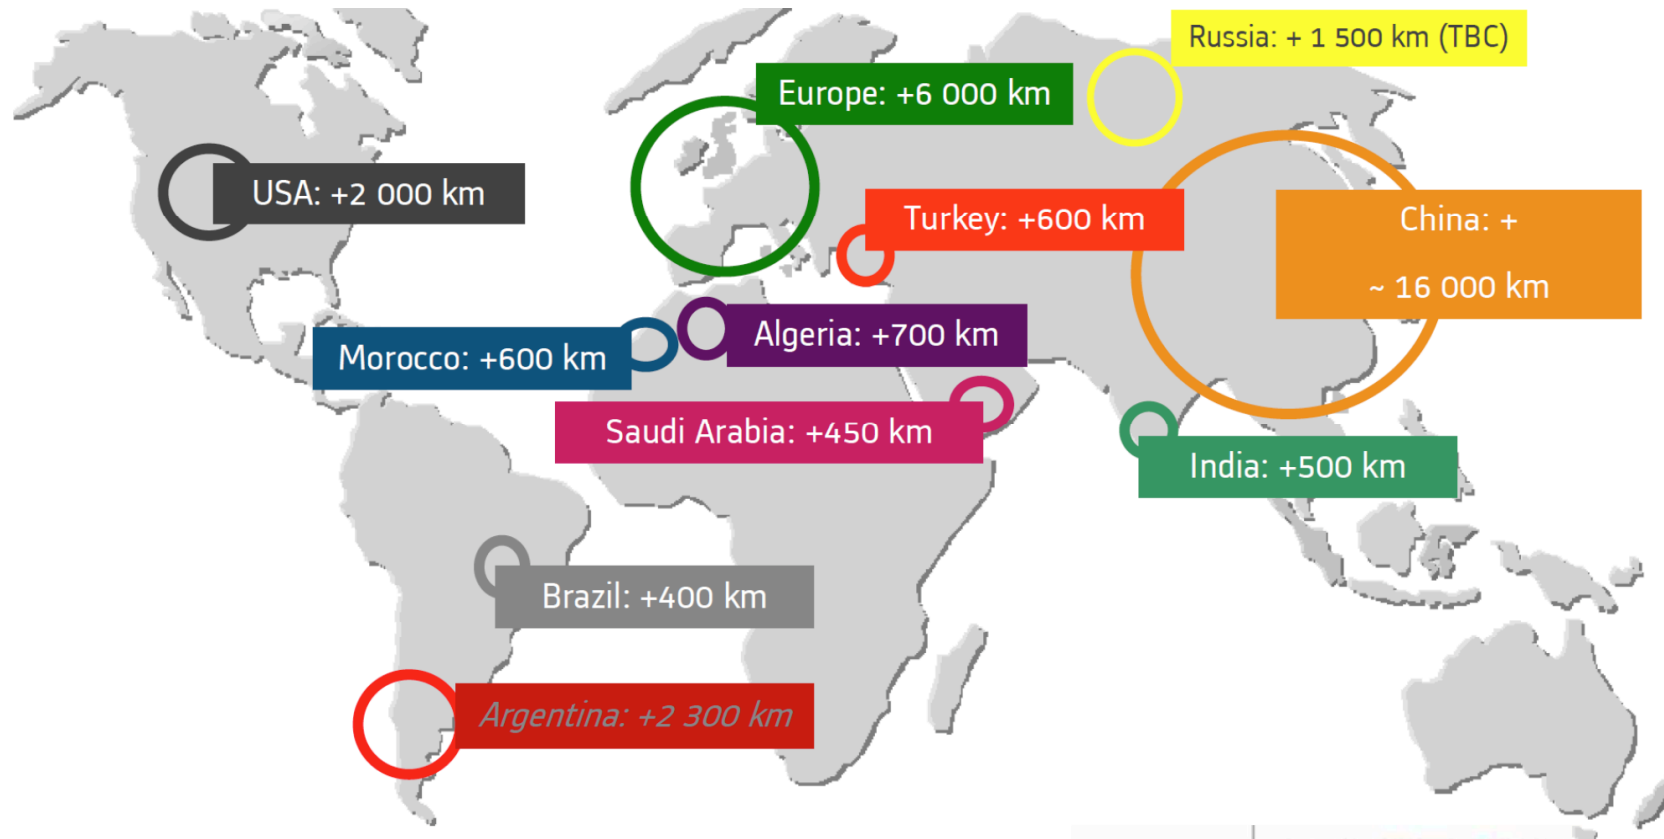 Russia: + 1 500 km (TBC)
Europe: +6 000 km
USA: +2 000 km
Turkey: +600 km
China: +
~ 16 000 km
Algeria: +700 km
Morocco: +600 km
Saudi Arabia: +450 km
India: +500 km
Brazil: +400 km
Argentina: +2 300 km